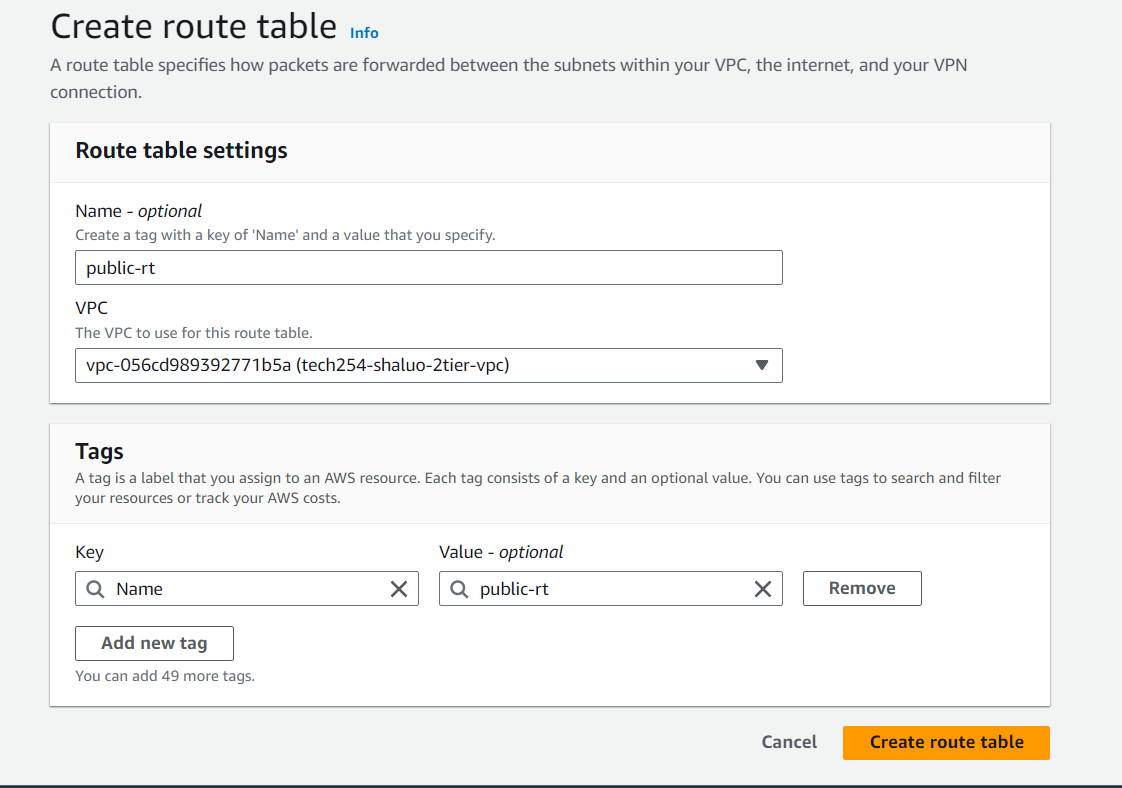 Create route table Info
A route table specifies how packets are forwarded between the subnets within your VPC, the internet, and your VPN
connection.
Route table settings
Name - optional
Create a tag with a key of 'Name' and a value that you specify.
public-rt
VPC
The VPC to use for this route table.
vpc-056cd989392771b5a (tech254-shaluo-2tier-vpc)
Tags
A tag is a label that you assign to an AWS resource. Each tag consists of a key and an optional value. You can use tags to search and filter
your resources or track your AWS costs.
Key Value - optional
Name public-rt Remove
Add new tag
You can add 49 more tags.
Cancel Create route table